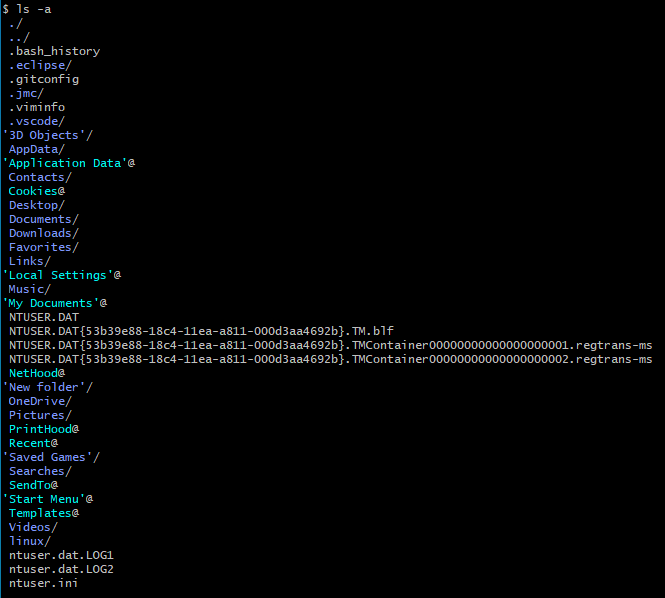 $ ls -a
./
../
.bash_history
.eclipse/
.gitconfig
.jmc/
.viminfo
.vscode/
'3D Objects'/
AppData/
'Application Data'@
Contacts/
Cookies@
Desktop/
Documents/
Downloads/
Favorites/
Links/
'Local Settings'@
Music/
'My Documents'@
NTUSER.DAT
NTUSER.DAT{53b39e88-18c4-11ea-a811-000d3aa4692b}.TM.blf
NTUSER.DAT{53b39e88-18c4-11ea-a811-000d3aa4692b}.TMContainer00000000000000000001.regtrans-ms
NTUSER.DAT{53b39e88-18c4-11ea-a811-000d3aa4692b}.TMContainer00000000000000000002.regtrans-ms
NetHood@
'New folder'/
OneDrive/
Pictures/
PrintHood@
Recent@
'Saved Games'/
Searches/
SendTo@
'Start Menu'@
Templates@
Videos/
linux/
ntuser.dat.LOG1
ntuser.dat.LOG2
ntuser.ini